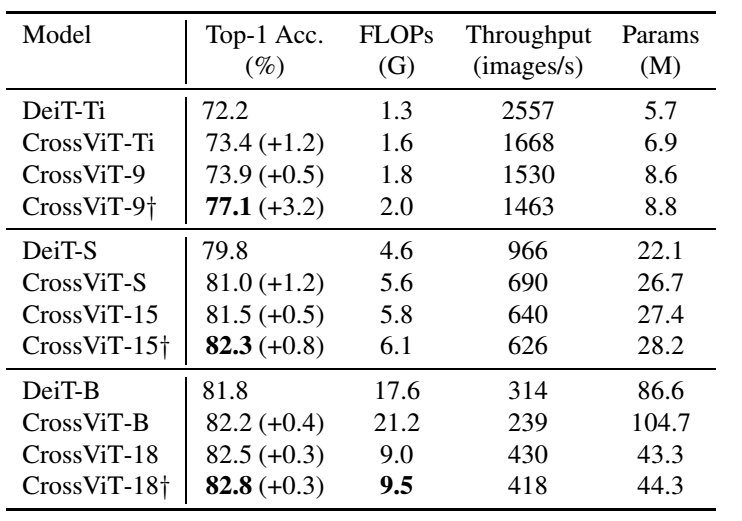 Model Top-1 Acc. FLOPs Throughput Params
(%) (G) (images/s) (M)
DeiT-Ti 72.2 1.3 2557 5.7
CrossViT-Ti 73.4 (+1.2) 1.6 1668 6.9
CrossViT-9 73.9 (+0.5) 1.8 1530 8.6
CrossViT-9† 77.1 (+3.2) 2.0 1463 8.8
DeiT-S 79.8 4.6 966 22.1
CrossViT-S 81.0 (+1.2) 5.6 690 26.7
CrossViT-15 81.5 (+0.5) 5.8 640 27.4
CrossViT-15† 82.3 (+0.8) 6.1 626 28.2
DeiT-B 81.8 17.6 314 86.6
CrossViT-B 82.2 (+0.4) 21.2 239 104.7
CrossViT-18 82.5 (+0.3) 9.0 430 43.3
CrossViT-18† 82.8 (+0.3) 9.5 418 44.3